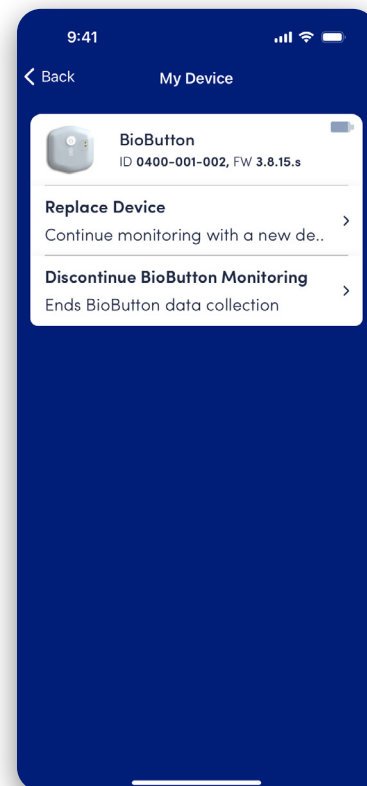 9:41
Back
My Device
BioButton
ID 0400-001-002, FW 3.8.15.s
Replace Device
Continue monitoring with a new de..
Discontinue BioButton Monitoring
Ends BioButton data collection